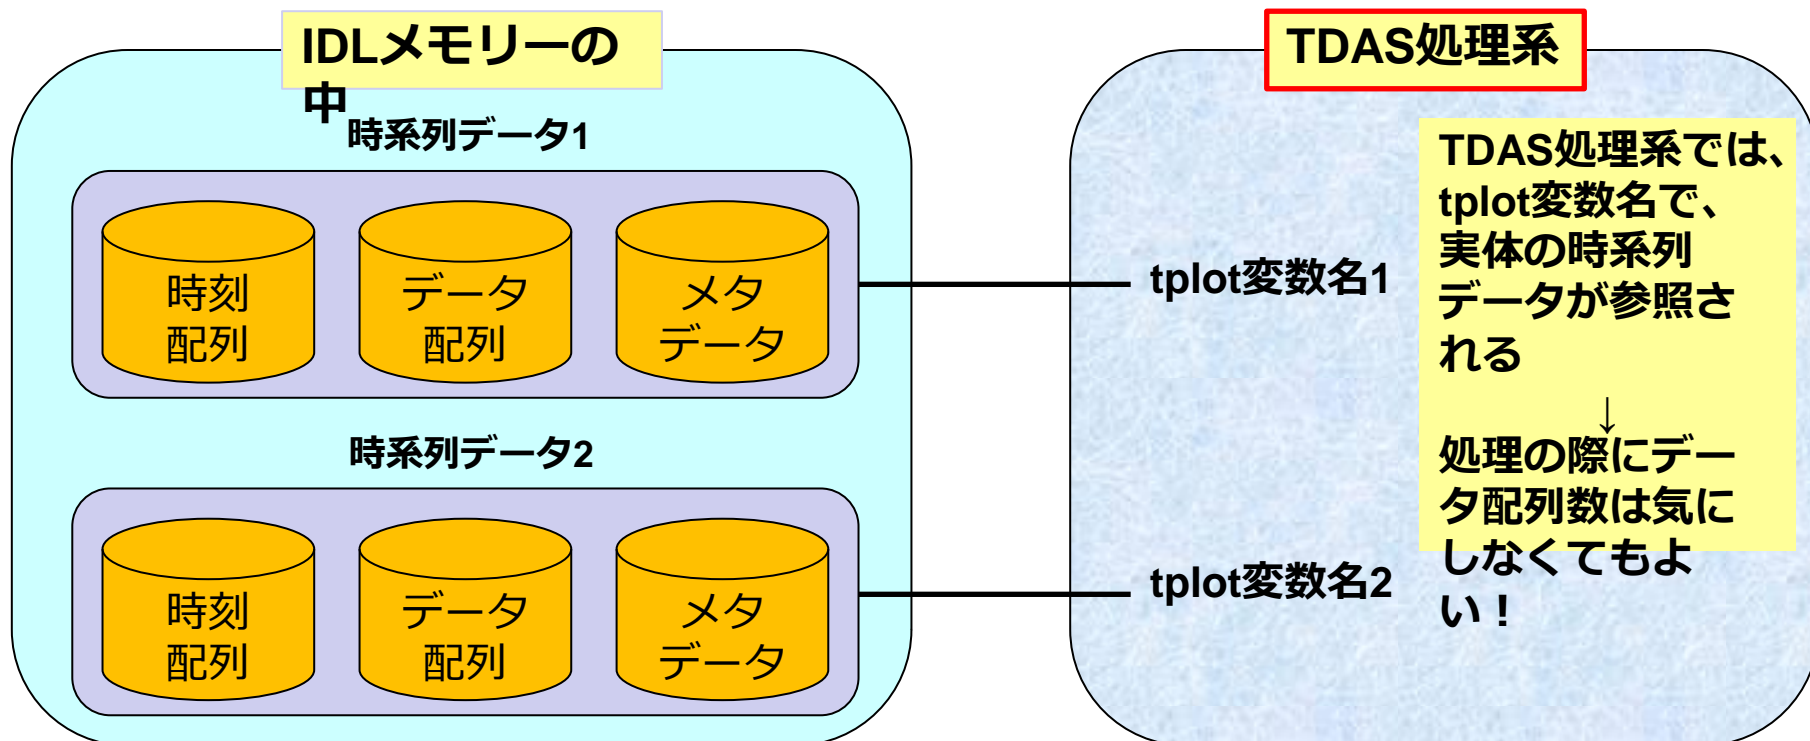 IDLメモリーの
中
時系列データ1
時刻
配列
データ
配列
メタ
データ
時系列データ2
時刻
配列
データ
配列
メタ
データ
TDAS処理系
tplot変数名1
tplot変数名2
TDAS処理系では、
tplot変数名で、
実体の時系列
データが参照さ
れる
↓
処理の際にデー
タ配列数は気に
しなくてもよ
い！